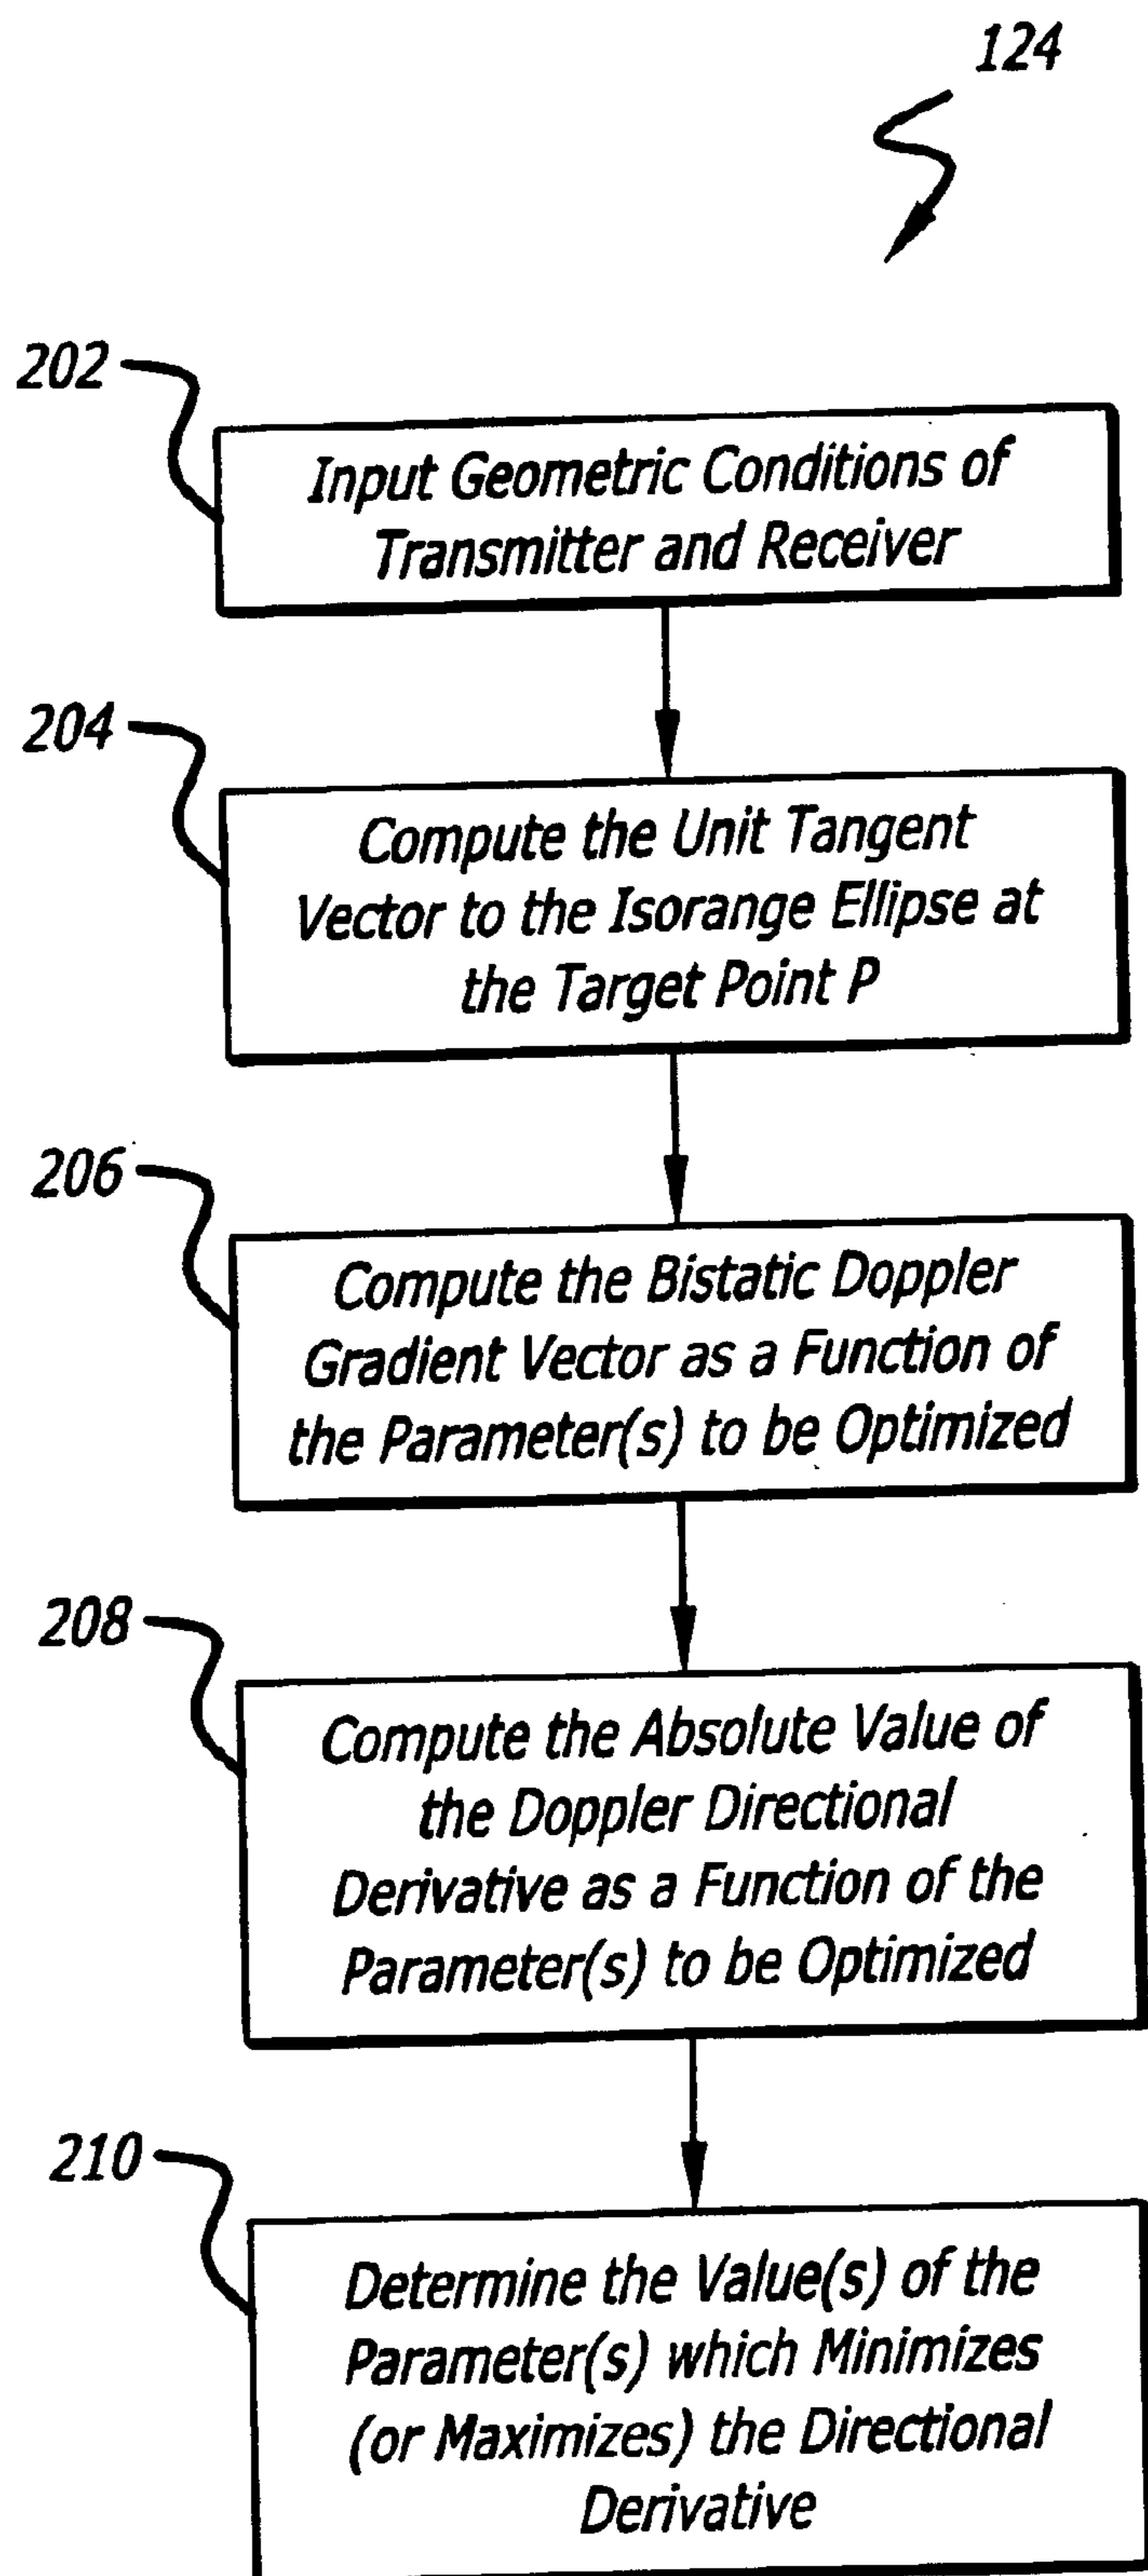 124
202
Input Geometric Conditions of
Transmitter and Receiver
204
Compute the Unit Tangent
Vector to the Isorange Ellipse at
the Target Point P
206
Compute the Bistatic Doppler
Gradient Vector as a Function of
the Parameter(s) to be Optimized
208
Compute the Absolute Value of
the Doppler Directional
Derivative as a Function of the
Parameter(s) to be Optimized
210
Determine the Value(s) of the
Parameter(s) which Minimizes
(or Maximizes) the Directional
Derivative